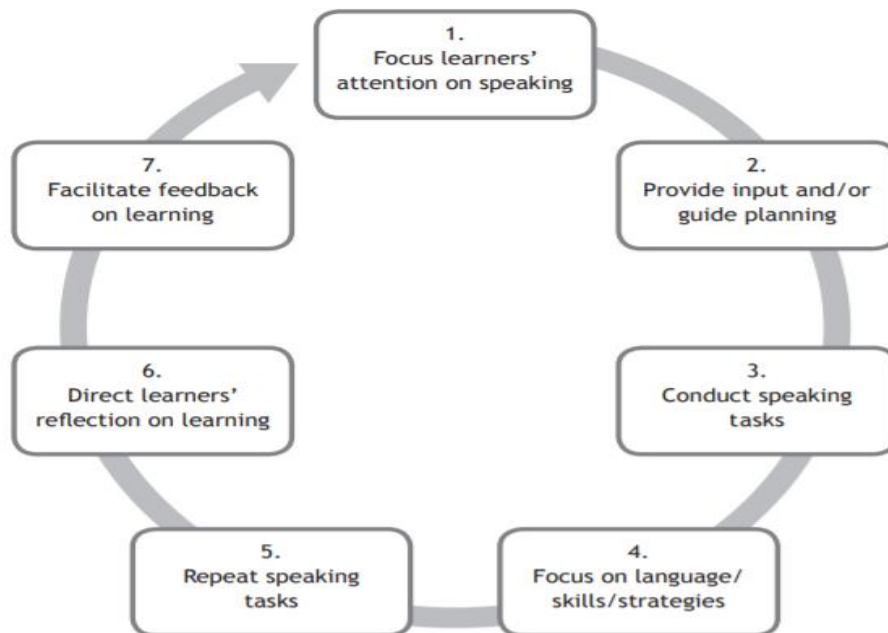 1.
Focus learners'
attention on speaking
2.
Provide input and/or
guide planning
3.
Conduct speaking
tasks
4.
Focus on language/
skills/strategies
5.
Repeat speaking
tasks
6.
Direct learners'
reflection on learning
7.
Facilitate feedback
on learning